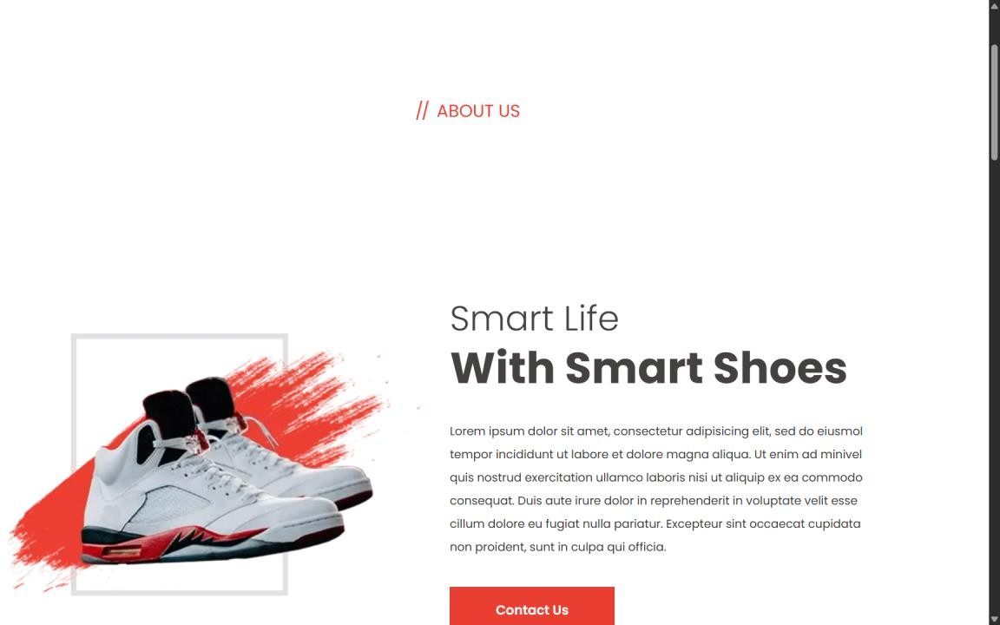 // ABOUT US
Smart Life
With Smart Shoes
Lorem ipsum dolor sit amet, consectetur adipisicing elit, sed do eiusmol
tempor incididunt ut labore et dolore magna aliqua. Ut enim ad minivel
quis nostrud exercitation ullamco laboris nisi ut aliquip ex ea commodo
consequat. Duis aute irure dolor in reprehenderit in voluptate velit esse
cillum dolore eu fugiat nulla pariatur. Excepteur sint occaecat cupidata
non proident, sunt in culpa qui officia.
Contact Us